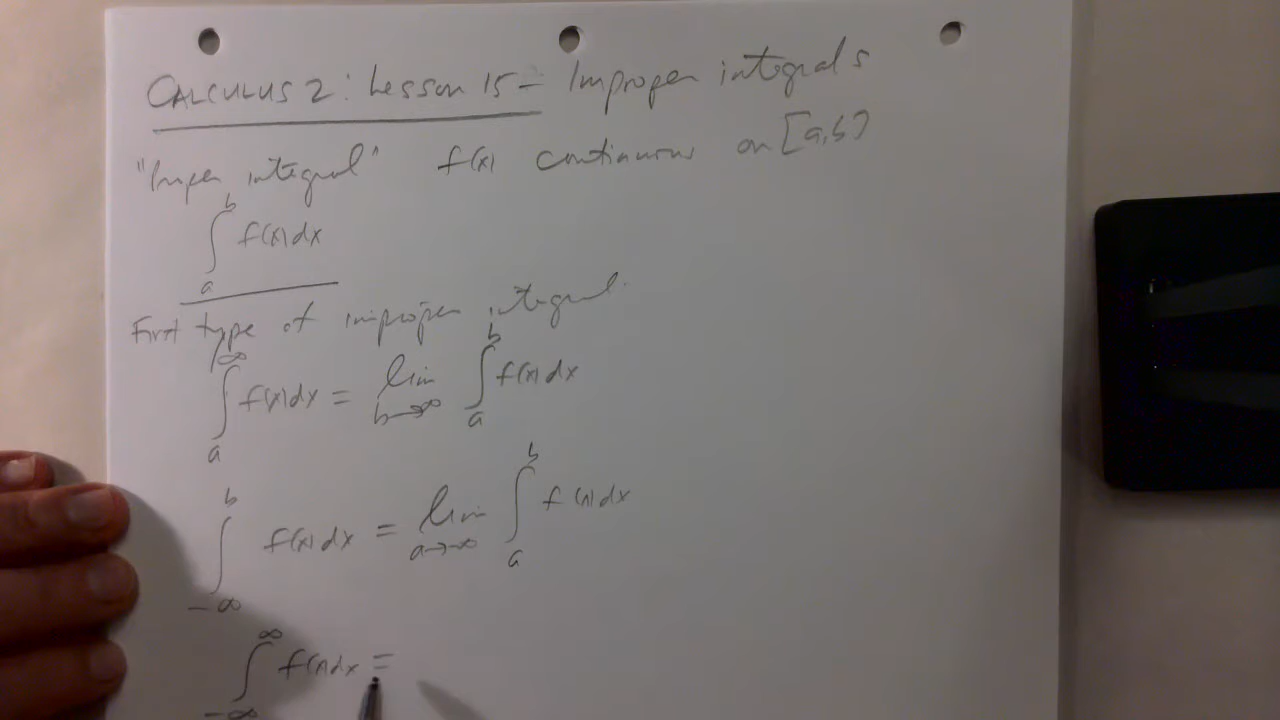 CALCULUS 2: Lesson 15 – Improper integrals
"Proper integral" f(x) continuous on [a,b]
∫_a^b f(x)dx
First type of improper integral.
∫_a^∞ f(x)dx = lim_{b→∞} ∫_a^b f(x)dx
∫_{-∞}^b f(x)dx = lim_{a→-∞} ∫_a^b f(x)dx
∫_{-∞}^∞ f(x)dx =